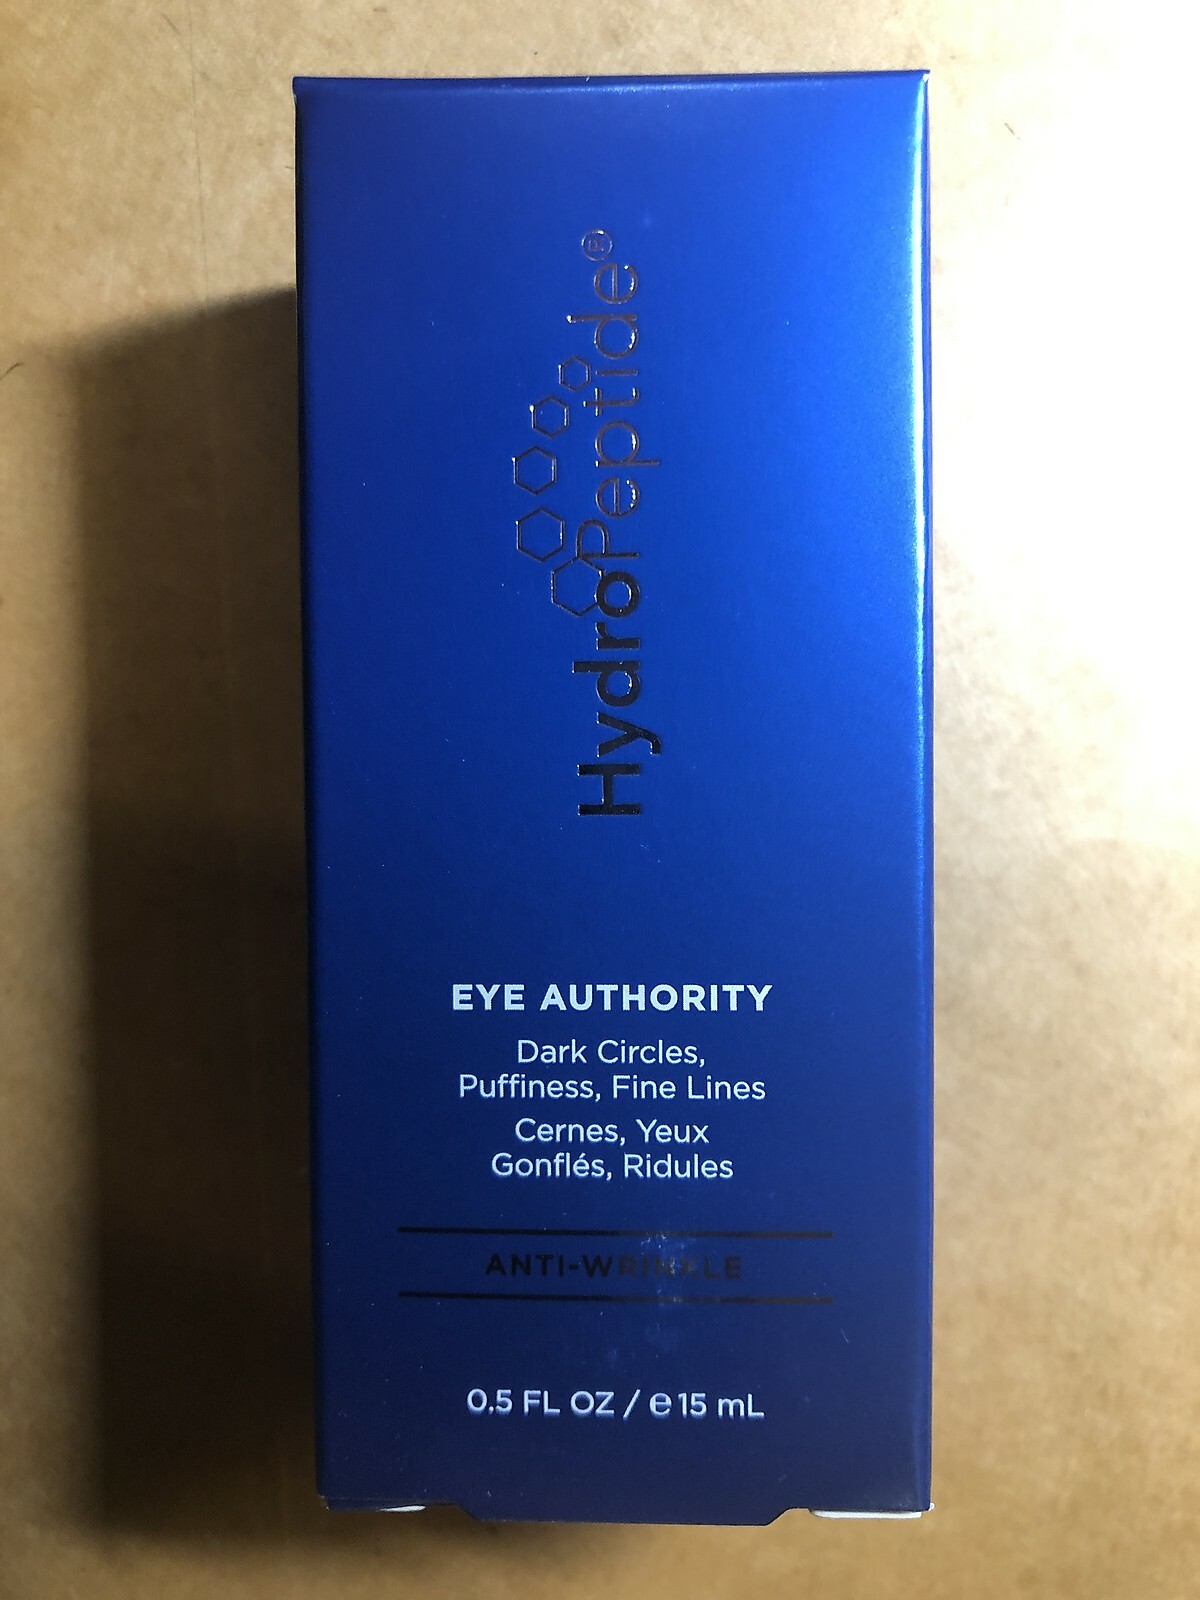 HydroPeptide®
EYE AUTHORITY
Dark Circles,
Puffiness, Fine Lines
Cernes, Yeux
Gonflés, Ridules
ANTI-WRINKLE
0.5 FL OZ / ℮ 15 mL